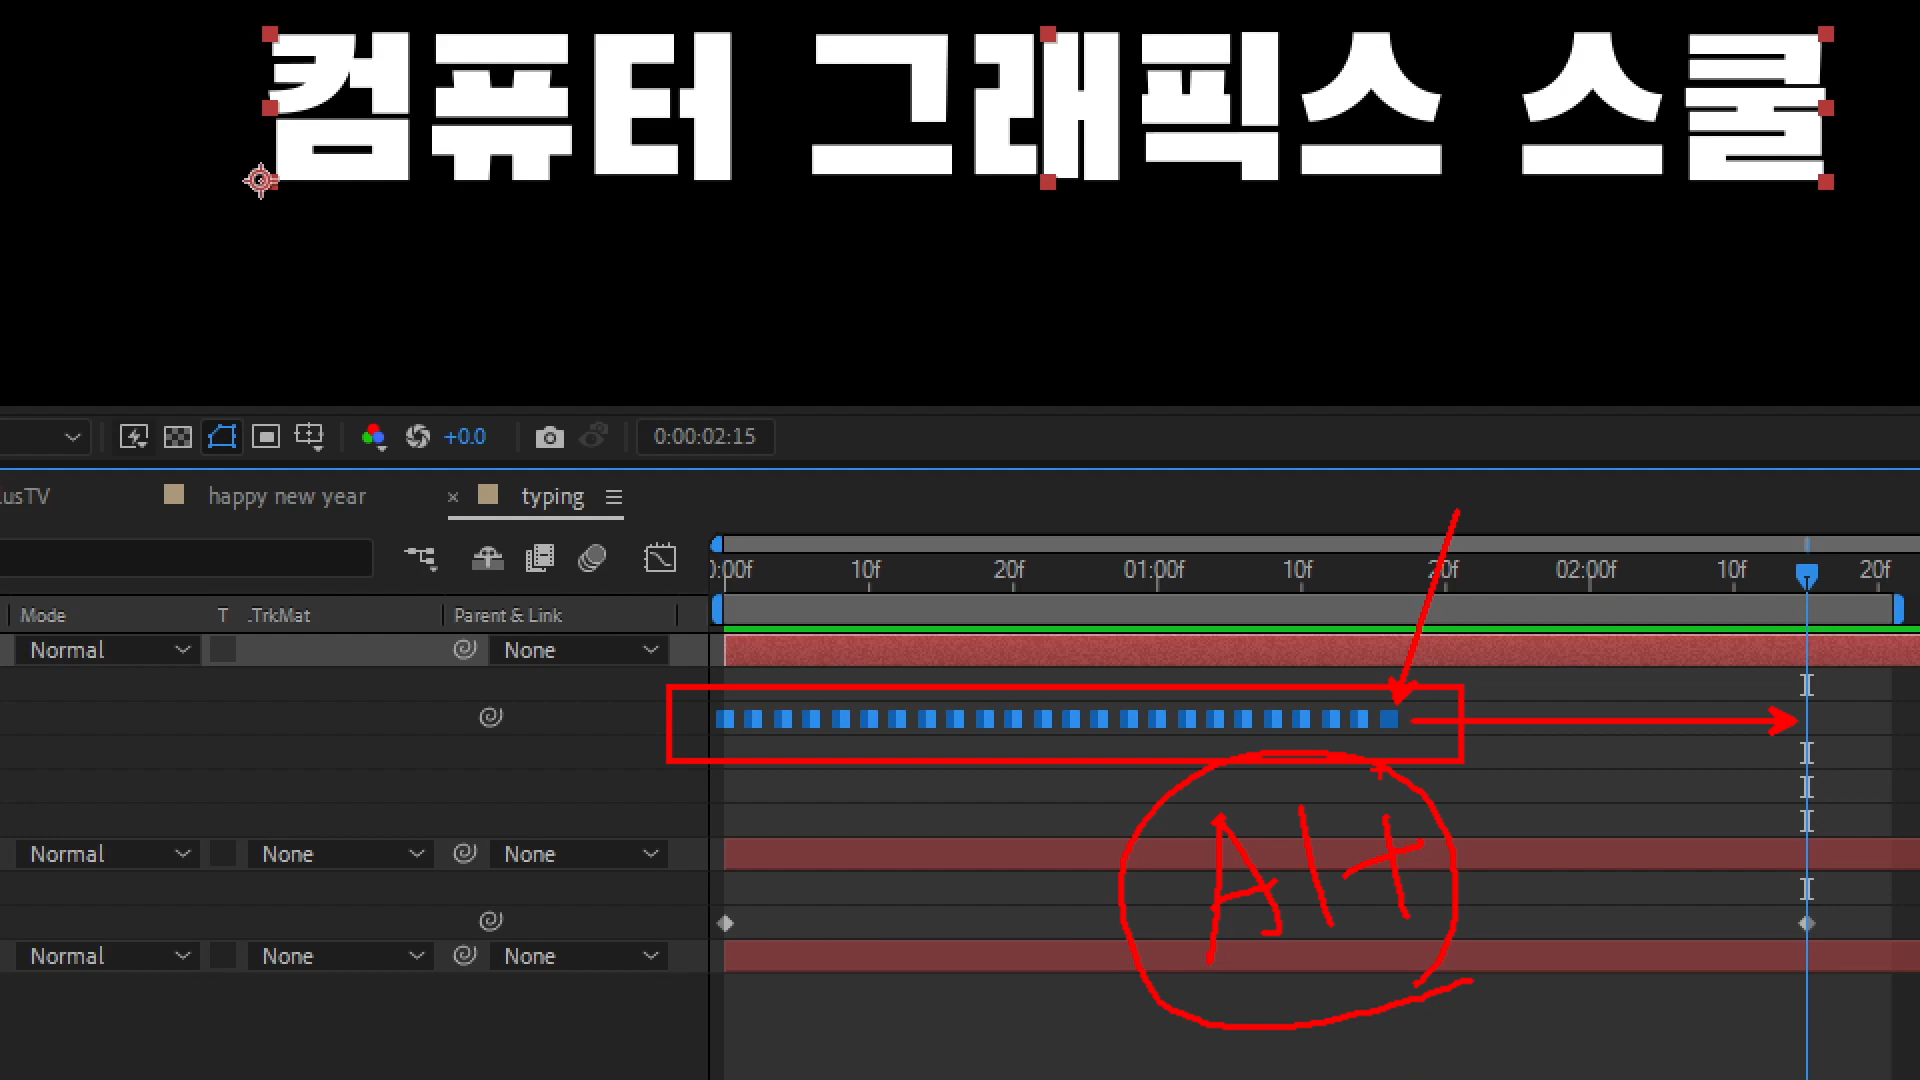 컴퓨터 그래픽스 스쿨
+0.0 0:00:02:15
lusTV happy new year × typing
0:00f 10f 20f 01:00f 10f 20f 02:00f 10f 20f
Mode T .TrkMat Parent & Link
Normal None
Normal None None
Alt
Normal None None